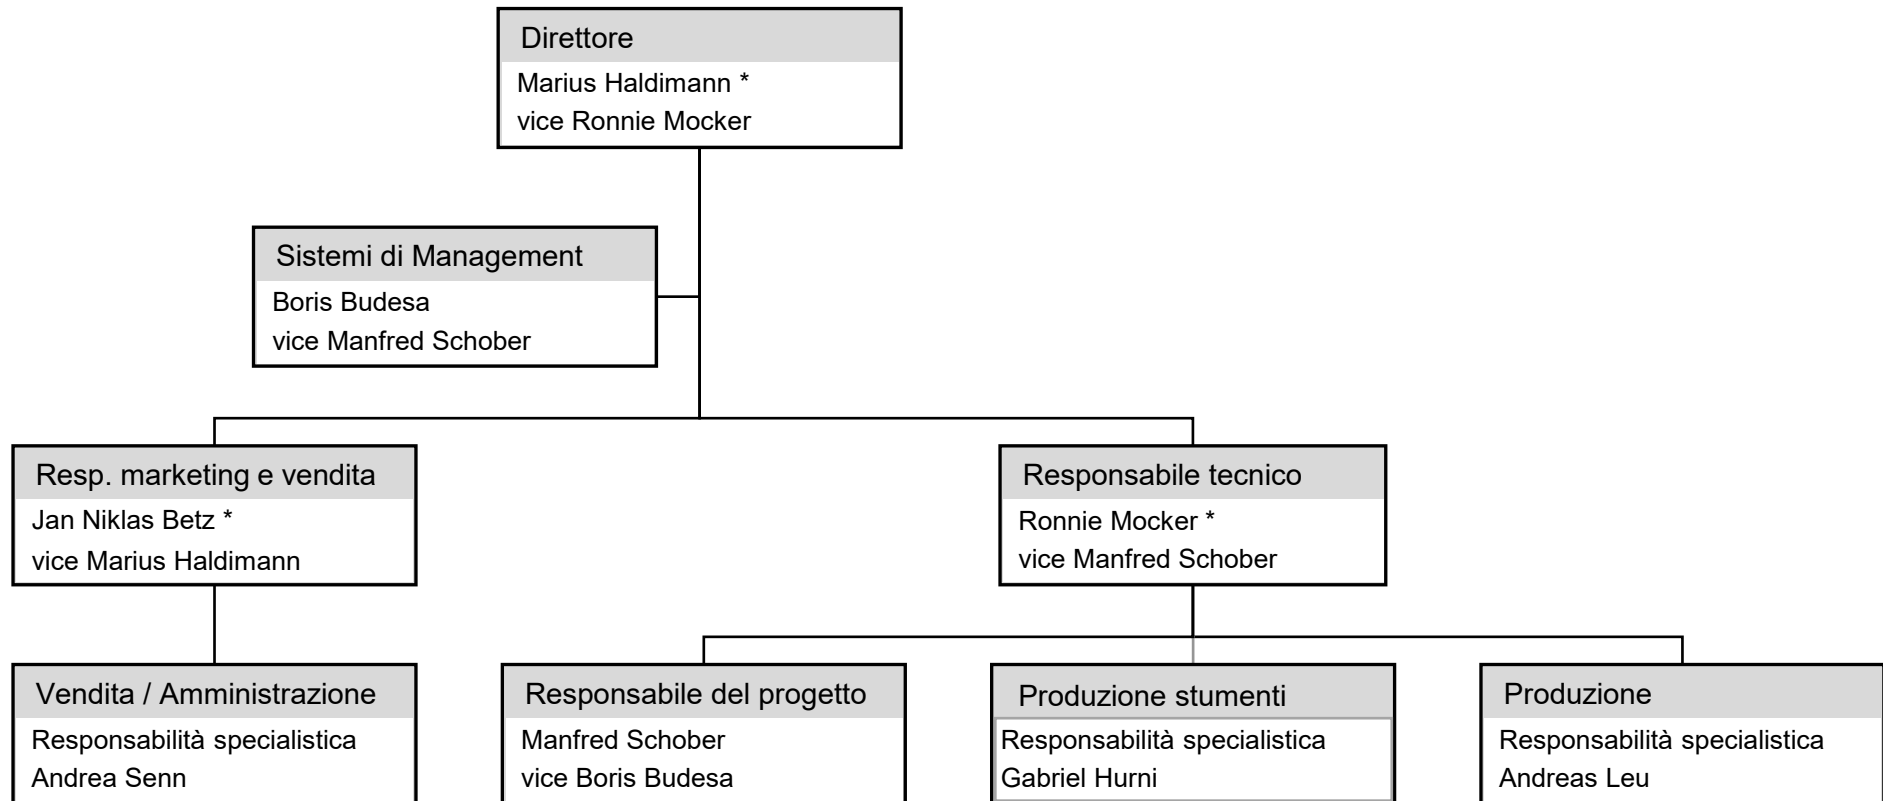 Direttore
Marius Haldimann *
vice Ronnie Mocker
Sistemi di Management
Boris Budesa
vice Manfred Schober
Resp. marketing e vendita
Jan Niklas Betz *
vice Marius Haldimann
Responsabile tecnico
Ronnie Mocker *
vice Manfred Schober
Vendita / Amministrazione
Responsabilità specialistica
Andrea Senn
Responsabile del progetto
Manfred Schober
vice Boris Budesa
Produzione stumenti
Responsabilità specialistica
Gabriel Hurni
Produzione
Responsabilità specialistica
Andreas Leu